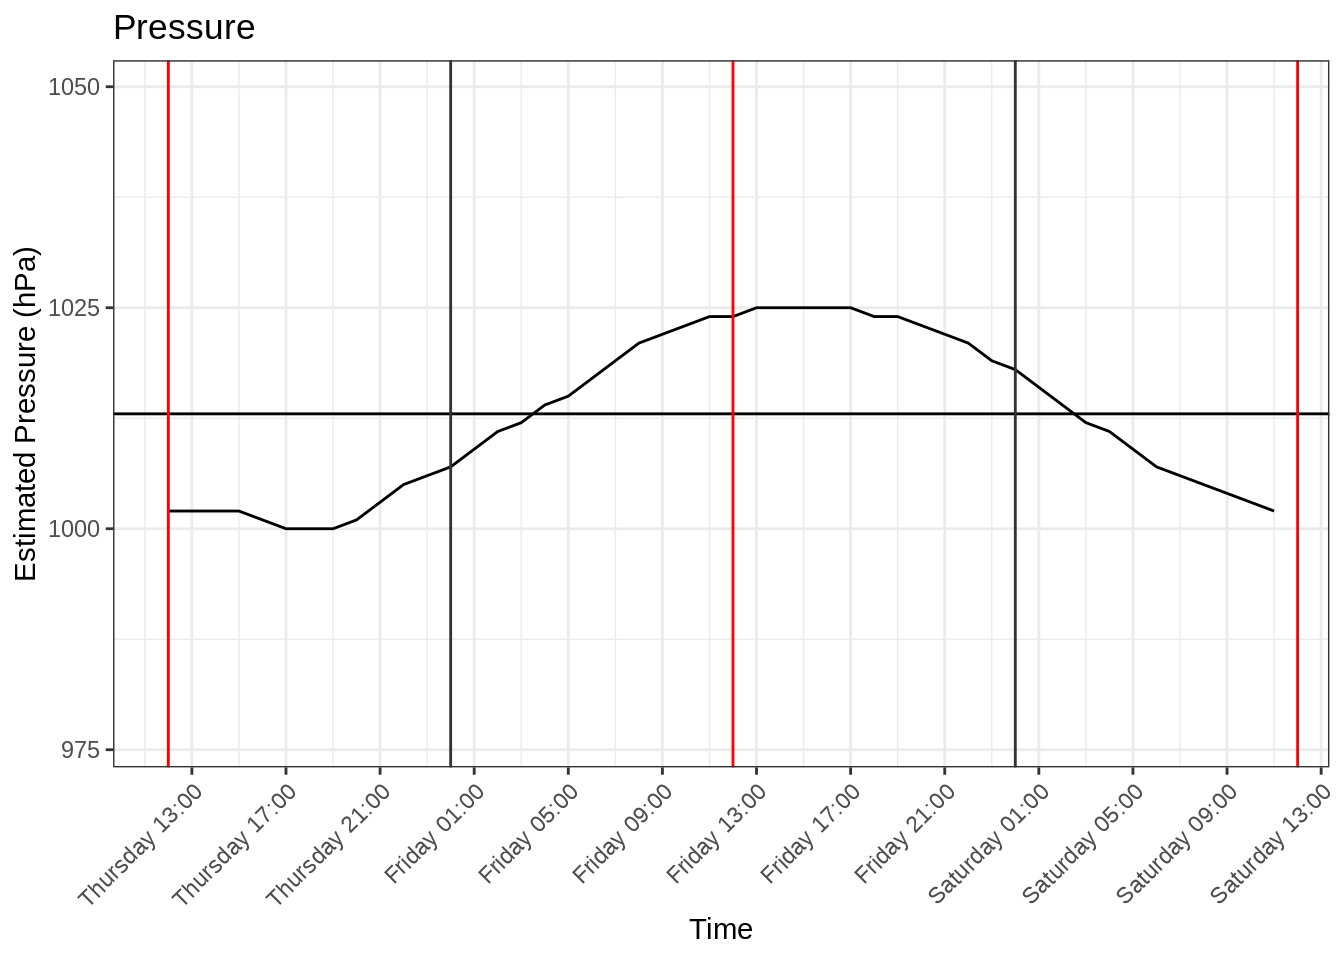 Pressure
Estimated Pressure (hPa)
1050
1025
1000
975
Thursday 13:00
Thursday 17:00
Thursday 21:00
Friday 01:00
Friday 05:00
Friday 09:00
Friday 13:00
Friday 17:00
Friday 21:00
Saturday 01:00
Saturday 05:00
Saturday 09:00
Saturday 13:00
Time